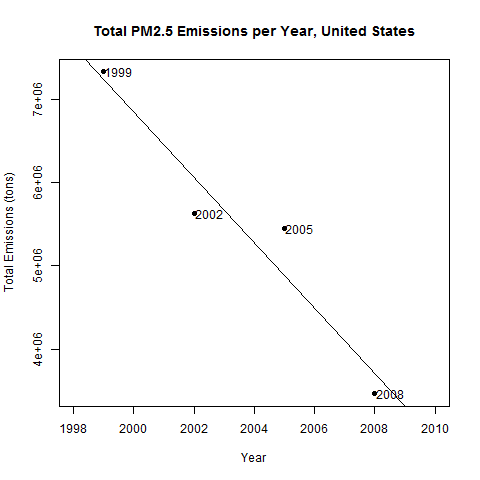 Total PM2.5 Emissions per Year, United States
Total Emissions (tons)
7e+06
6e+06
5e+06
4e+06
1999
2002
2005
2008
1998 2000 2002 2004 2006 2008 2010
Year